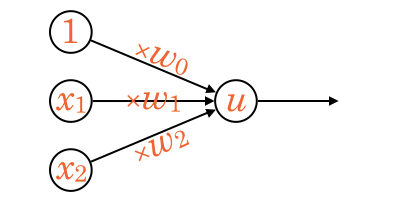 1
×w₀
x₁
×w₁
u
×w₂
x₂